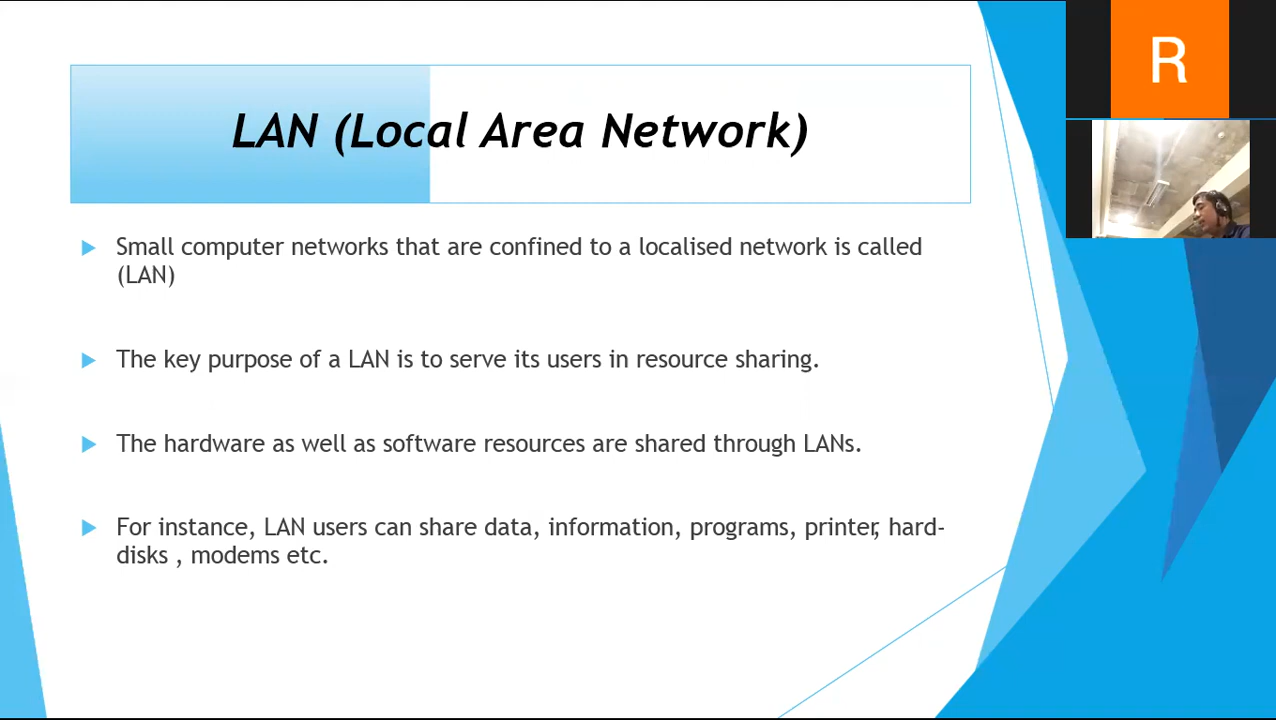 LAN (Local Area Network)
R
Small computer networks that are confined to a localised network is called
(LAN)
The key purpose of a LAN is to serve its users in resource sharing.
The hardware as well as software resources are shared through LANs.
For instance, LAN users can share data, information, programs, printer, hard-
disks , modems etc.